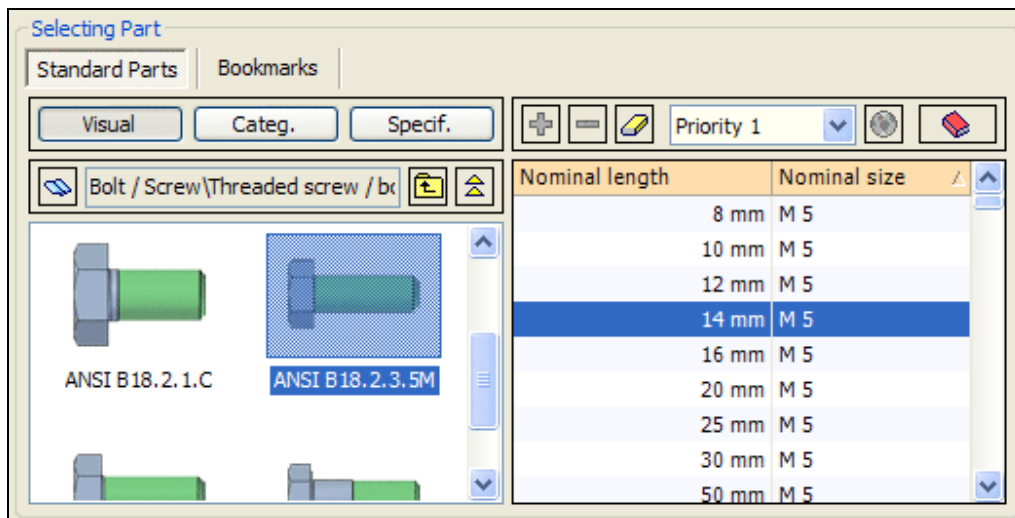 Selecting Part
Standard Parts Bookmarks
Visual Categ. Specif. Priority 1
Bolt / Screw\Threaded screw / bo
Nominal length Nominal size
8 mm M 5
10 mm M 5
12 mm M 5
14 mm M 5
16 mm M 5
20 mm M 5
25 mm M 5
30 mm M 5
50 mm M 5
ANSI B18.2.1.C ANSI B18.2.3.5M